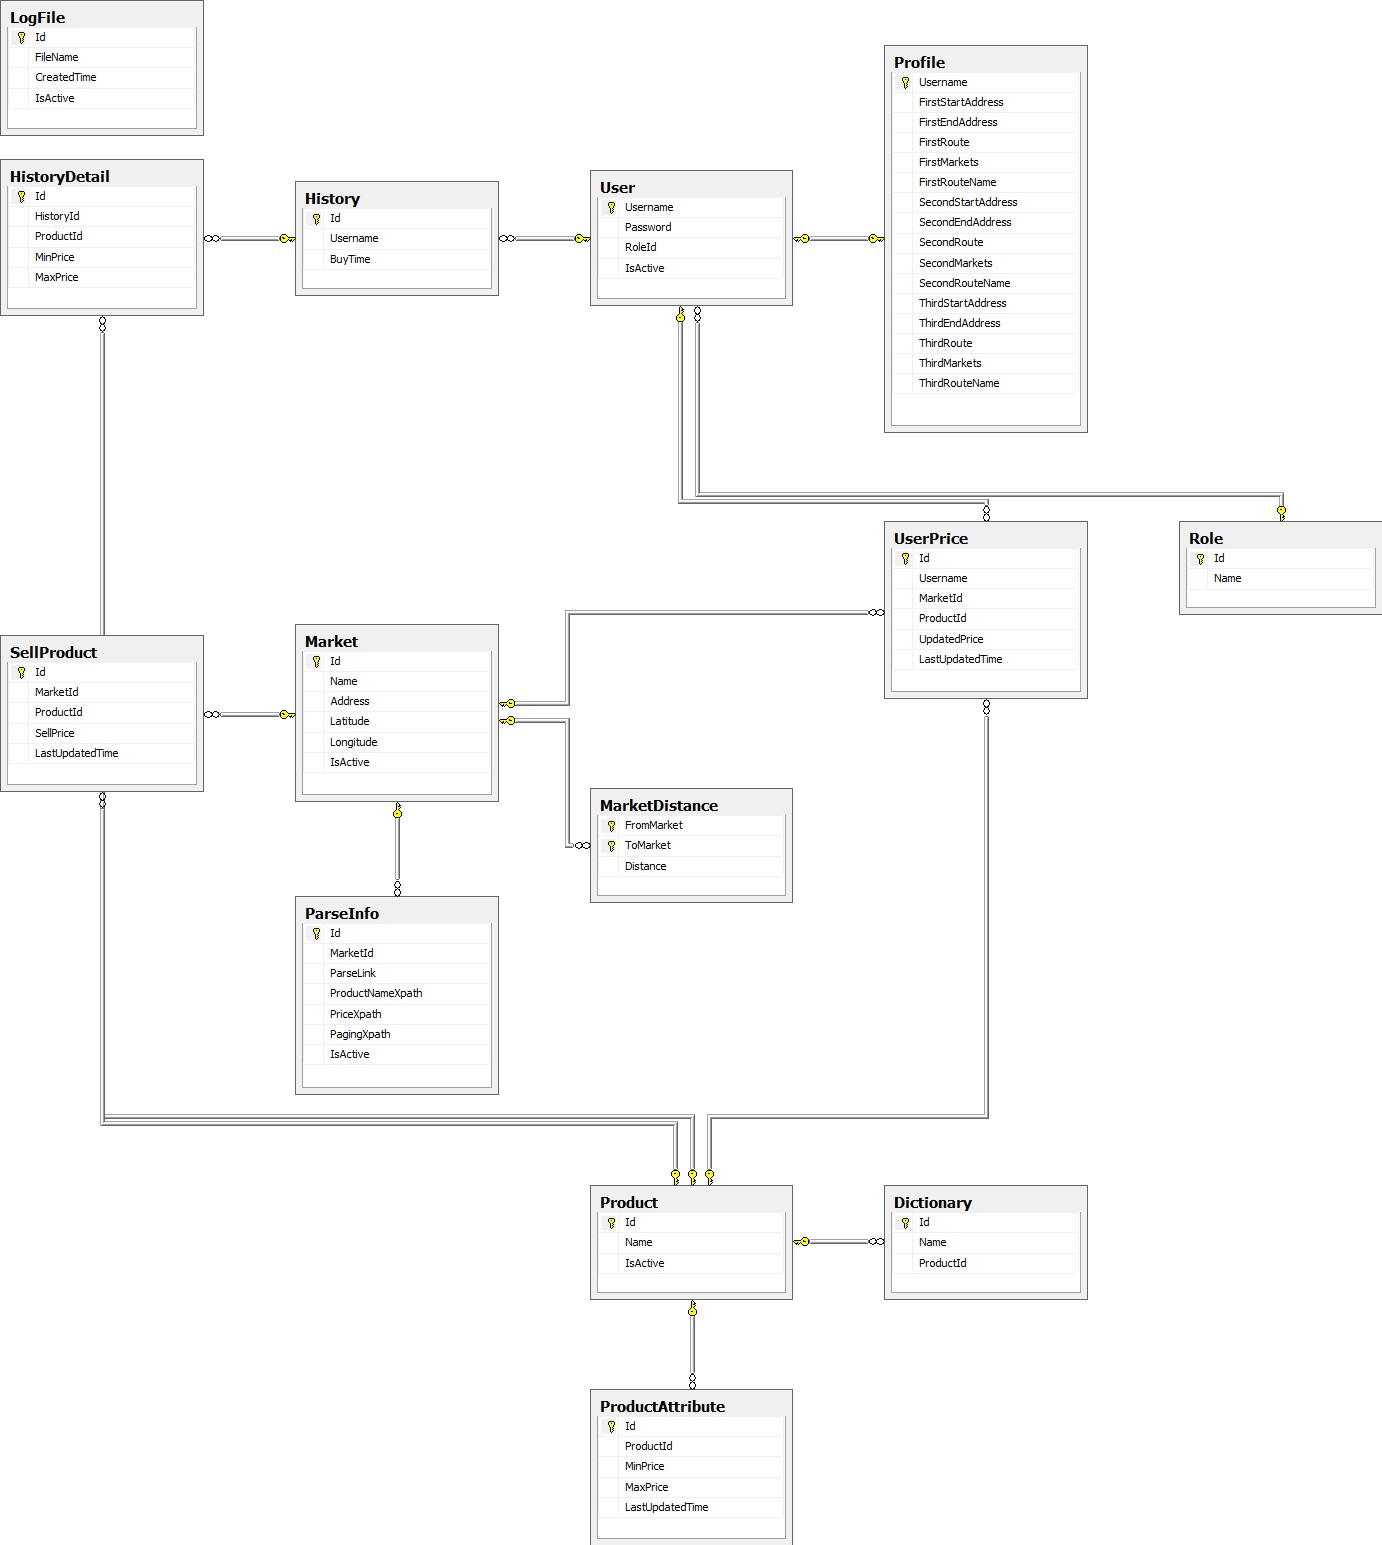 LogFile
Id
FileName
CreatedTime
IsActive
HistoryDetail
Id
HistoryId
ProductId
MinPrice
MaxPrice
History
Id
Username
BuyTime
User
Username
Password
RoleId
IsActive
Profile
Username
FirstStartAddress
FirstEndAddress
FirstRoute
FirstMarkets
FirstRouteName
SecondStartAddress
SecondEndAddress
SecondRoute
SecondMarkets
SecondRouteName
ThirdStartAddress
ThirdEndAddress
ThirdRoute
ThirdMarkets
ThirdRouteName
UserPrice
Id
Username
MarketId
ProductId
UpdatedPrice
LastUpdatedTime
Role
Id
Name
SellProduct
Id
MarketId
ProductId
SellPrice
LastUpdatedTime
Market
Id
Name
Address
Latitude
Longitude
IsActive
MarketDistance
FromMarket
ToMarket
Distance
ParseInfo
Id
MarketId
ParseLink
ProductNameXpath
PriceXpath
PagingXpath
IsActive
Product
Id
Name
IsActive
Dictionary
Id
Name
ProductId
ProductAttribute
Id
ProductId
MinPrice
MaxPrice
LastUpdatedTime